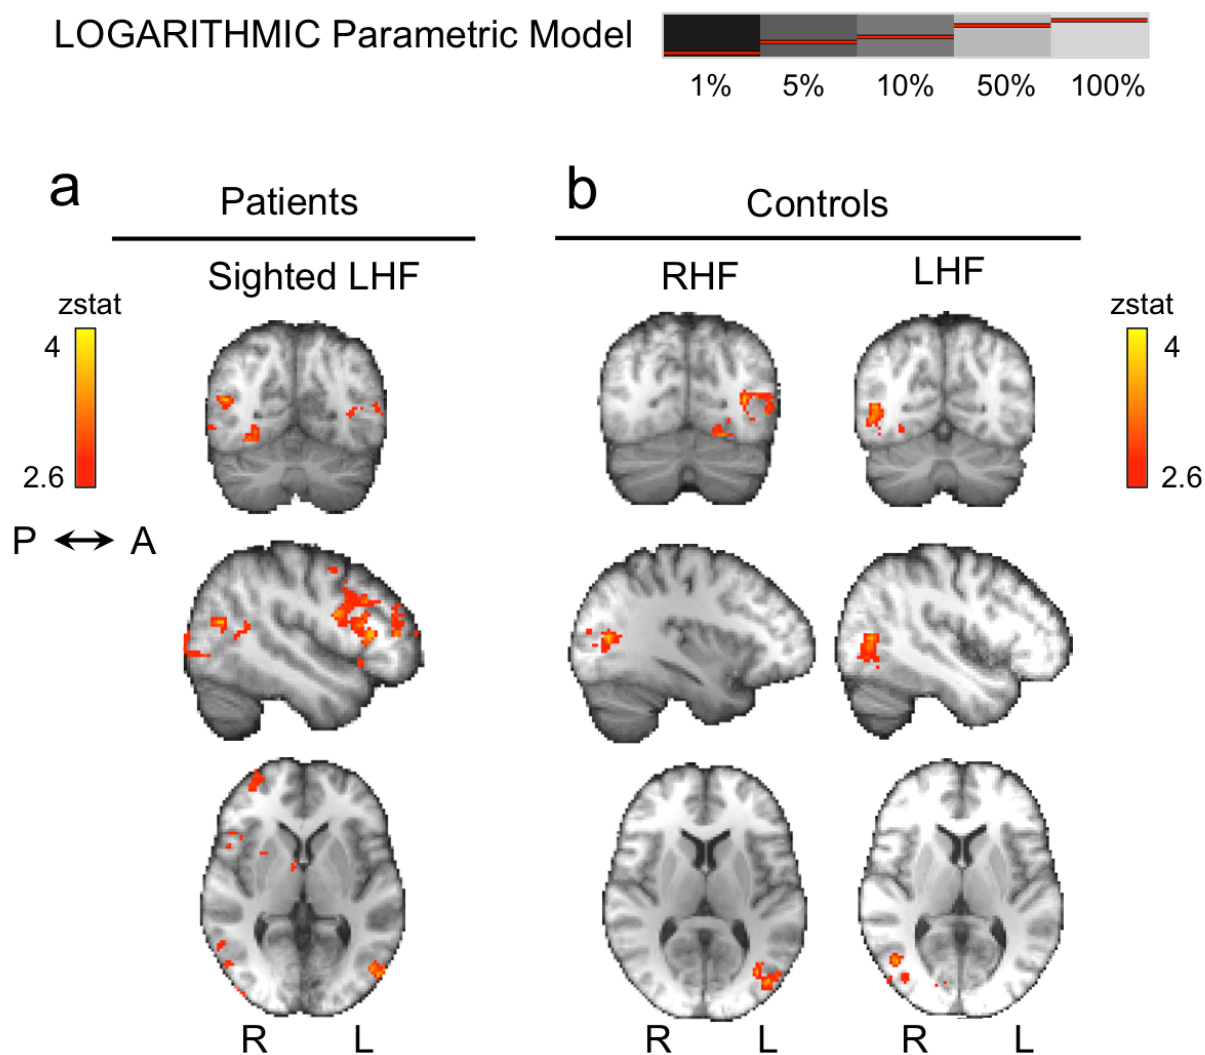 LOGARITHMIC Parametric Model
1% 5% 10% 50% 100%
a b
Patients Controls
Sighted LHF RHF LHF
zstat zstat
4 4
2.6 2.6
P ↔ A
R L R L R L